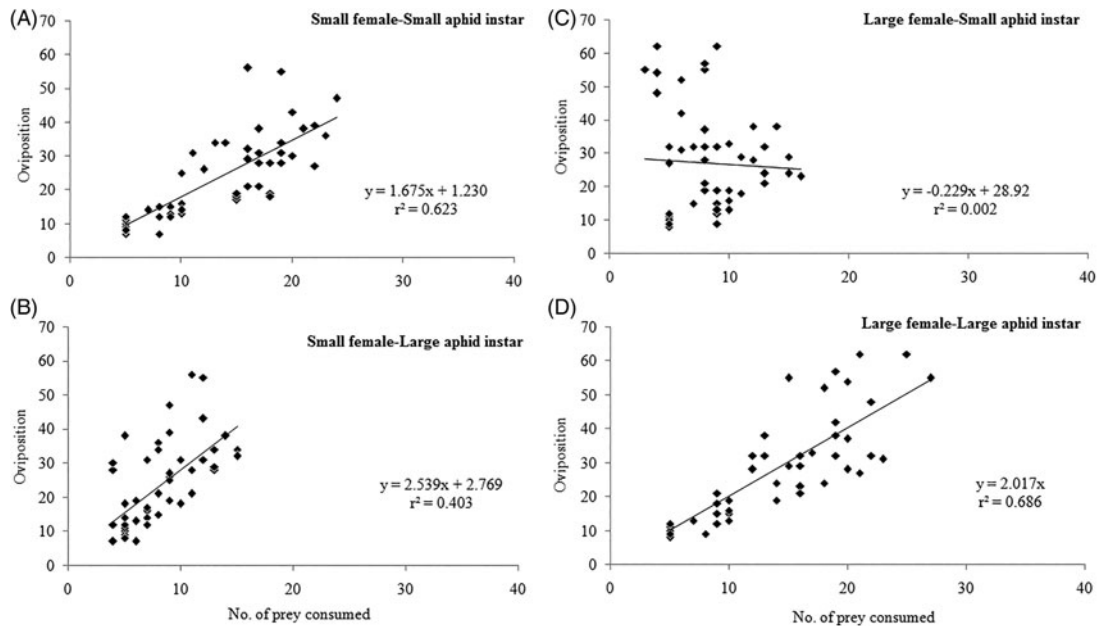 (A)
Small female-Small aphid instar
70
60
50
40
30
20
10
0
Oviposition
y = 1.675x + 1.230
r² = 0.623
0 10 20 30 40
(B)
Small female-Large aphid instar
70
60
50
40
30
20
10
0
Oviposition
y = 2.539x + 2.769
r² = 0.403
0 10 20 30 40
No. of prey consumed
(C)
Large female-Small aphid instar
70
60
50
40
30
20
10
0
Oviposition
y = -0.229x + 28.92
r² = 0.002
0 10 20 30 40
(D)
Large female-Large aphid instar
70
60
50
40
30
20
10
0
Oviposition
y = 2.017x
r² = 0.686
0 10 20 30 40
No. of prey consumed